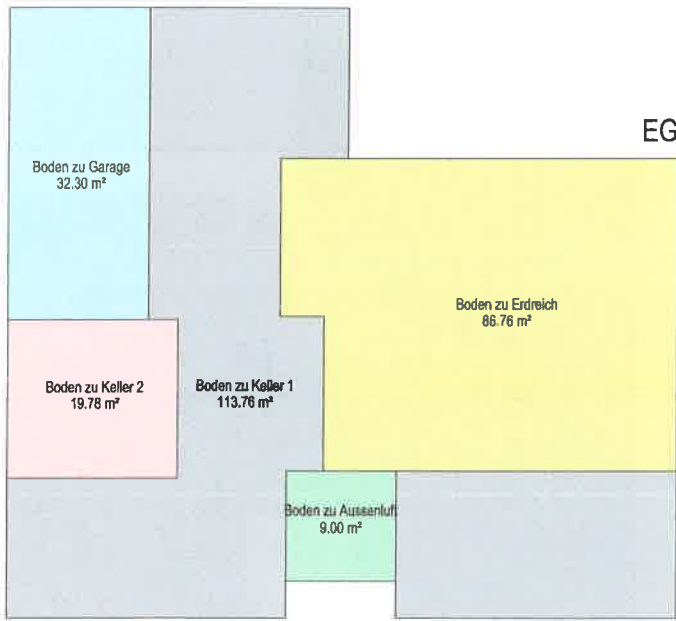 EG
Boden zu Garage
32.30 m²
Boden zu Erdreich
86.76 m²
Boden zu Keller 2
19.78 m²
Boden zu Keller 1
113.76 m²
Boden zu Aussenluft
9.00 m²